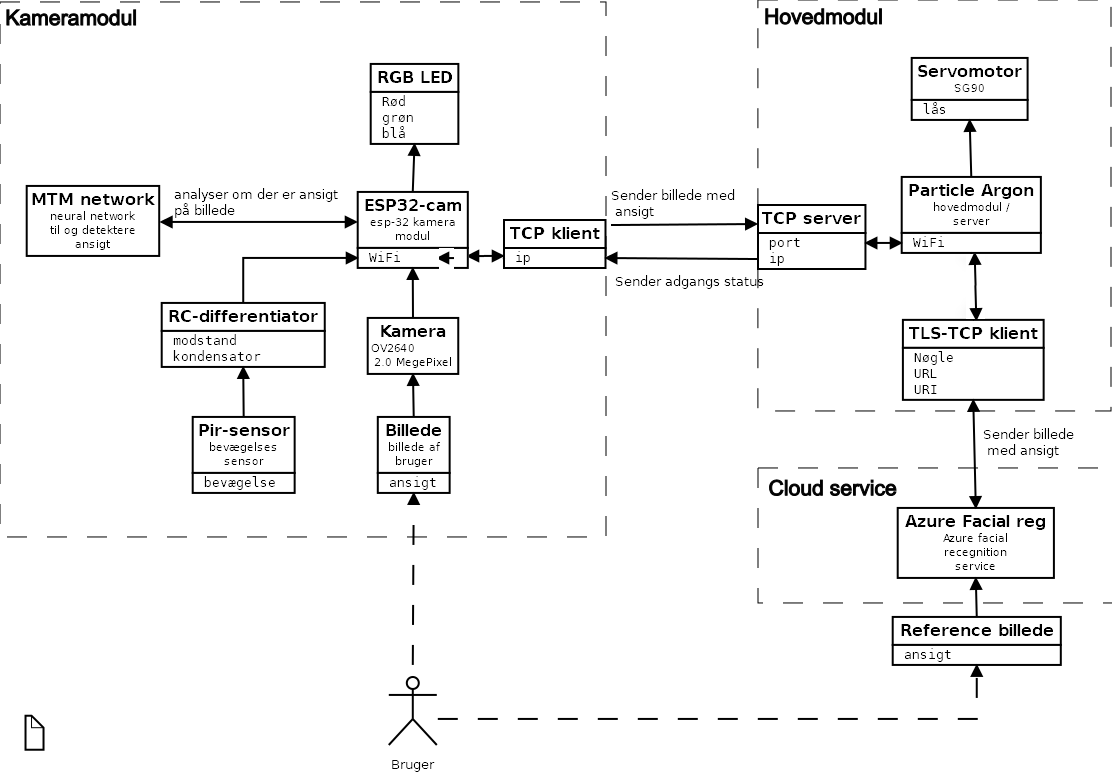 Kameramodul
RGB LED
Rød
grøn
blå
MTM network
neural network
til og detektere
ansigt
analyser om der er ansigt
på billede
ESP32-cam
esp-32 kamera
modul
WiFi
TCP klient
ip
RC-differentiator
modstand
kondensator
Kamera
OV2640
2.0 MegePixel
Pir-sensor
bevægelses
sensor
bevægelse
Billede
billede af
bruger
ansigt
Sender billede med
ansigt
Sender adgangs status
Hovedmodul
Servomotor
SG90
lås
Particle Argon
hovedmodul /
server
WiFi
TCP server
port
ip
TLS-TCP klient
Nøgle
URL
URI
Sender billede
med ansigt
Cloud service
Azure Facial reg
Azure facial
recegnition
service
Reference billede
ansigt
Bruger